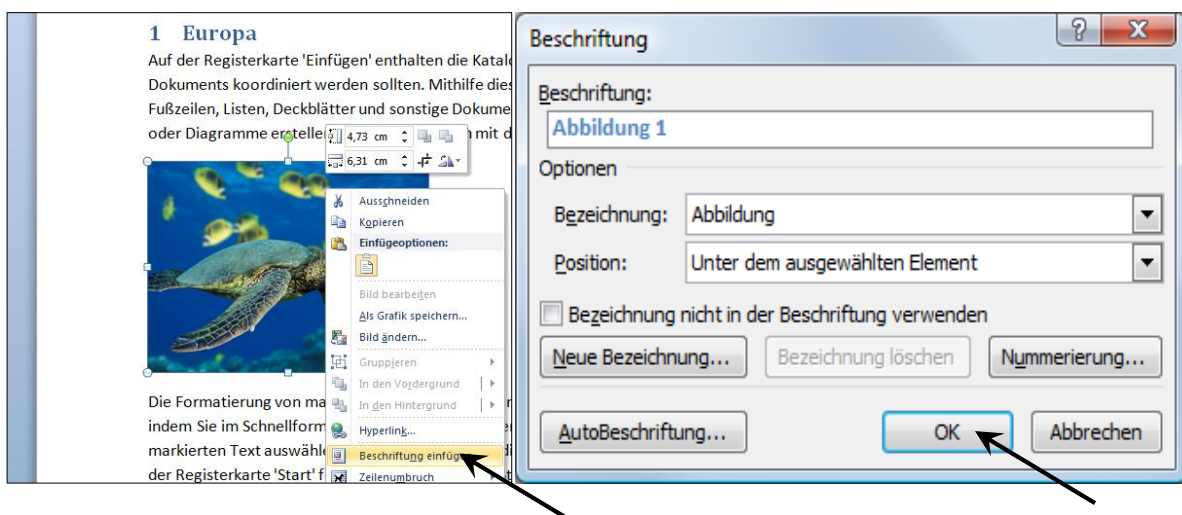 1 Europa
Auf der Registerkarte 'Einfügen' enthalten die Katal
Dokuments koordiniert werden sollten. Mithilfe dies
Fußzeilen, Listen, Deckblätter und sonstige Dokume
oder Diagramme erstellen mit d
4,73 cm
6,31 cm
Ausschneiden
Kopieren
Einfügeoptionen:
Bild bearbeiten
Als Grafik speichern...
Bild ändern...
Gruppieren
In den Vordergrund
In den Hintergrund
Hyperlink...
Beschriftung einfüg
Zeilenumbruch
Die Formatierung von ma
indem Sie im Schnellform
markierten Text auswähl
der Registerkarte 'Start' f
Beschriftung
Beschriftung:
Abbildung 1
Optionen
Bezeichnung: Abbildung
Position: Unter dem ausgewählten Element
Bezeichnung nicht in der Beschriftung verwenden
Neue Bezeichnung... Bezeichnung löschen Nummerierung...
AutoBeschriftung... OK Abbrechen